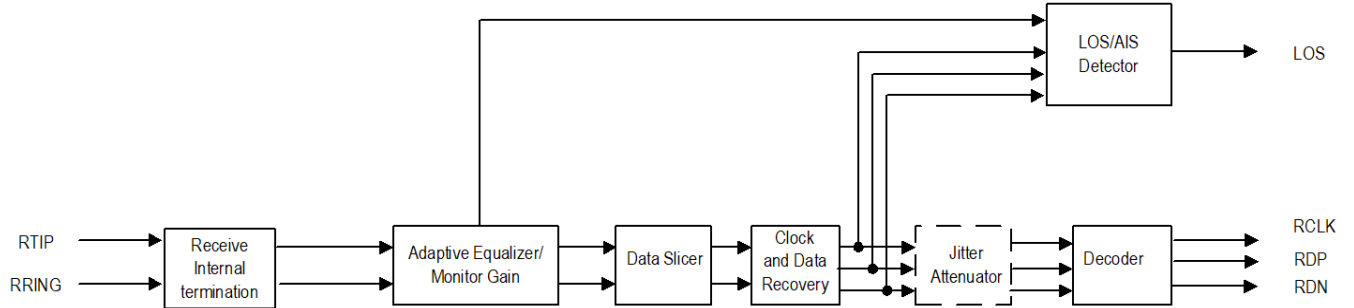 LOS/AIS
Detector
LOS
RTIP
RRING
Receive
Internal
termination
Adaptive Equalizer/
Monitor Gain
Data Slicer
Clock
and Data
Recovery
Jitter
Attenuator
Decoder
RCLK
RDP
RDN